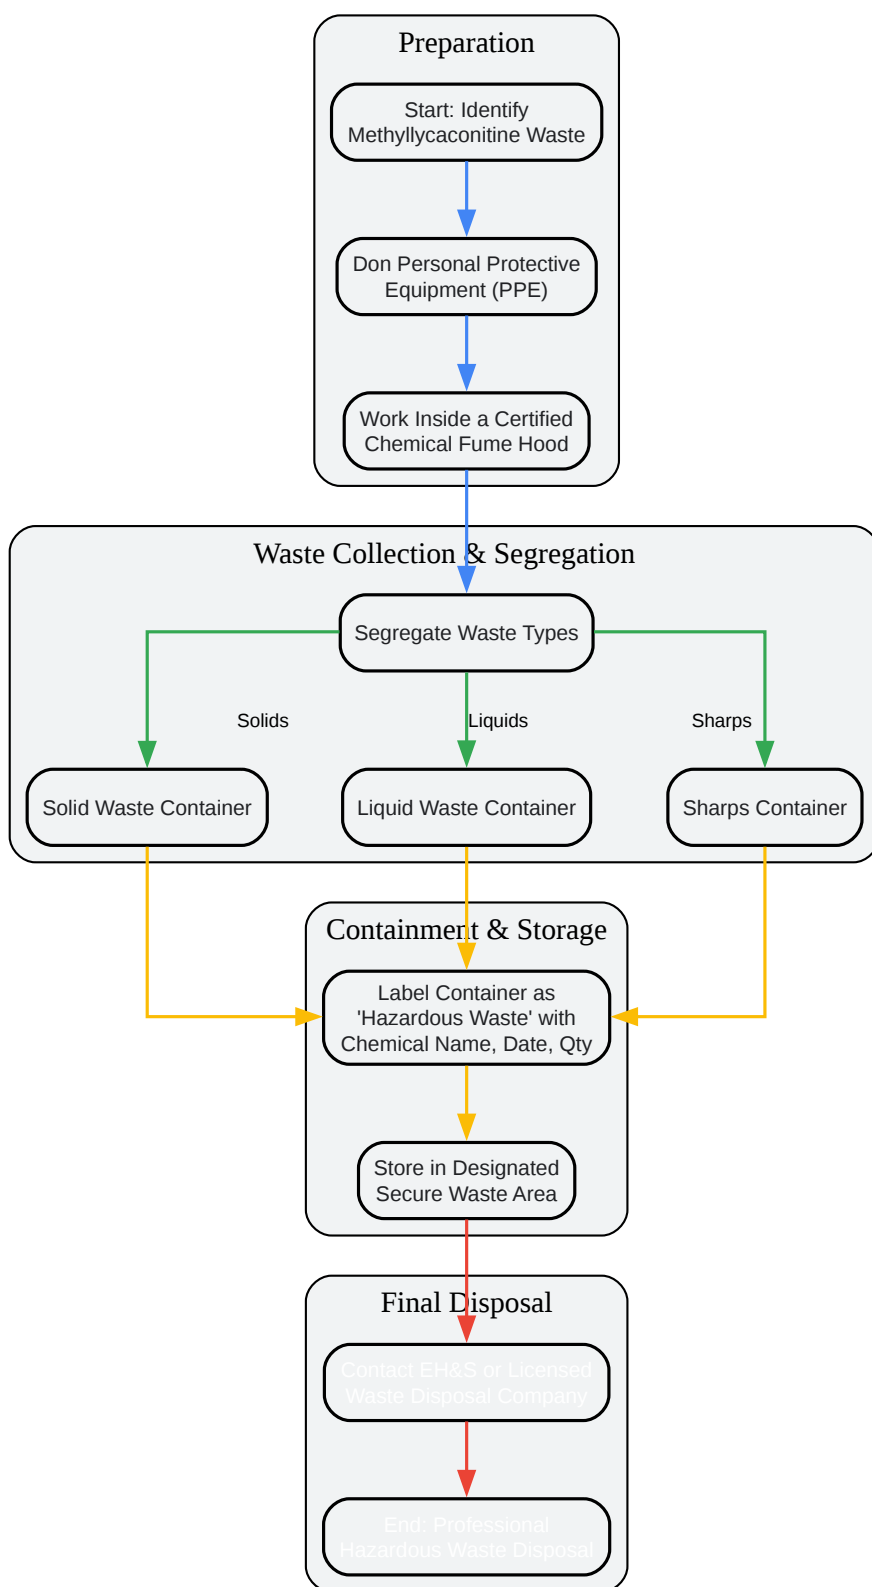 Preparation
Start: Identify
Methyllycaconitine Waste
Don Personal Protective
Equipment (PPE)
Work Inside a Certified
Chemical Fume Hood
Waste Collection & Segregation
Segregate Waste Types
Solids
Liquids
Sharps
Solid Waste Container
Liquid Waste Container
Sharps Container
Containment & Storage
Label Container as
'Hazardous Waste' with
Chemical Name, Date, Qty
Store in Designated
Secure Waste Area
Final Disposal
Contact EH&S or Licensed
Waste Disposal Company
End: Professional
Hazardous Waste Disposal